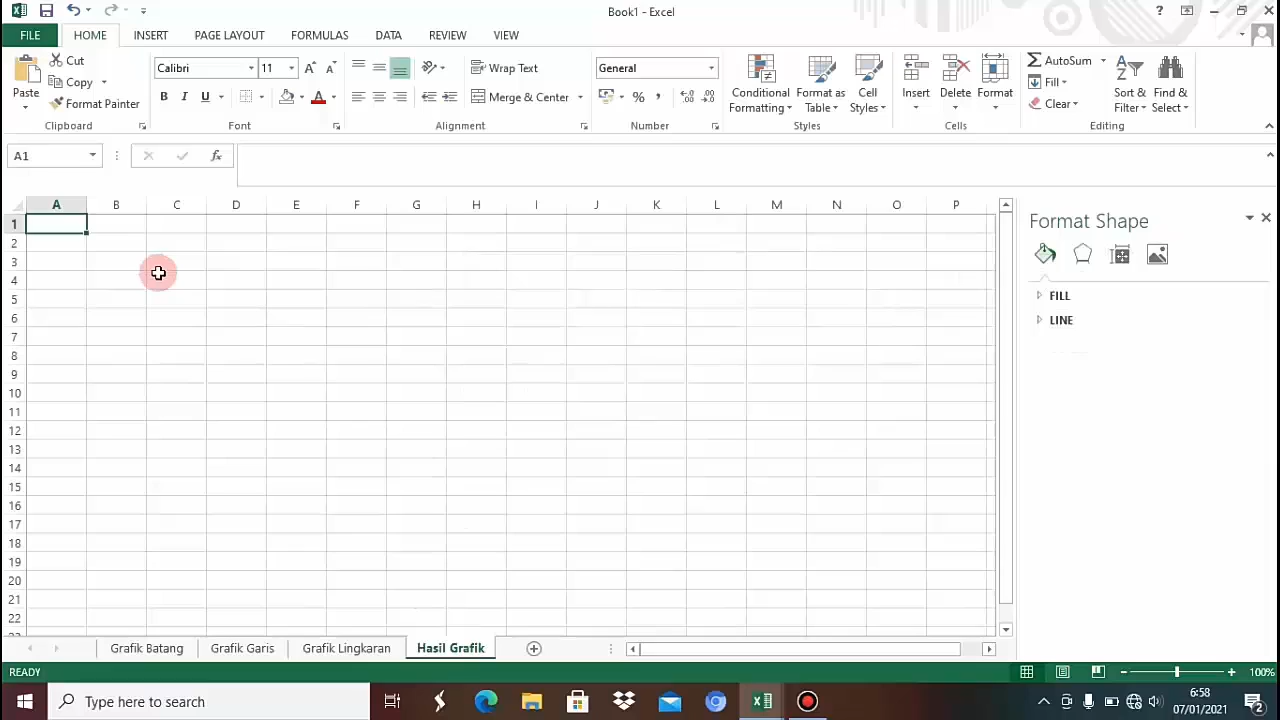 Book1 - Excel
?
FILE HOME INSERT PAGE LAYOUT FORMULAS DATA REVIEW VIEW
Paste
Cut
Copy
Format Painter
Clipboard
Calibri 11
B I U
Font
Wrap Text
Merge & Center
Alignment
General
%
Number
Conditional Formatting
Format as Table
Cell Styles
Styles
Insert Delete Format
Cells
AutoSum
Fill
Clear
Sort & Filter
Find & Select
Editing
A1
fx
A B C D E F G H I J K L M N O P
1
2
3
4
5
6
7
8
9
10
11
12
13
14
15
16
17
18
19
20
21
22
Format Shape
FILL
LINE
Grafik Batang Grafik Garis Grafik Lingkaran Hasil Grafik
READY
100%
Type here to search
6:58
07/01/2021
2